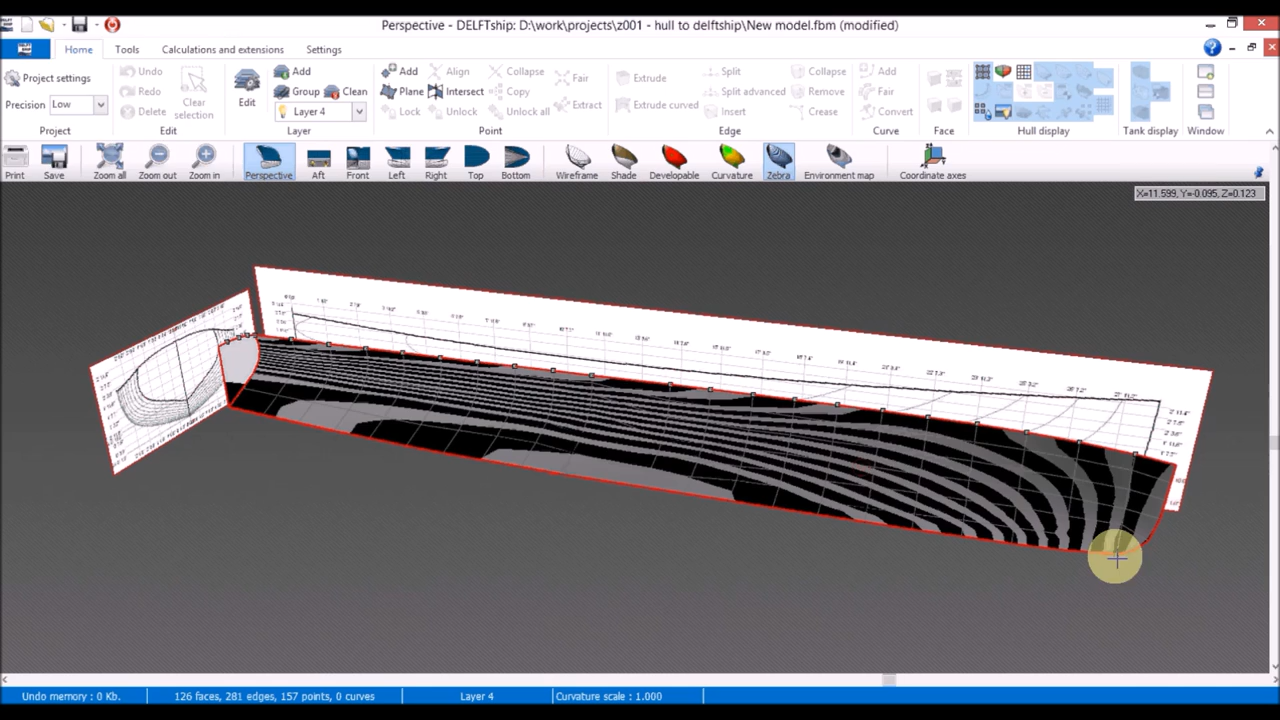 Perspective - DELFTship: D:\work\projects\z001 - hull to delftship\New model.fbm (modified)
Home Tools Calculations and extensions Settings
Project settings Undo Add Add Align Collapse Fair Extrude Split Collapse Add
Redo Clear selection Edit Group Clean Plane Intersect Copy Split advanced Remove Fair
Precision Low Delete Layer 4 Lock Unlock Unlock all Extract Extrude curved Insert Crease Convert
Project Edit Layer Point Edge Curve Face Hull display Tank display Window
Print Save Zoom all Zoom out Zoom in Perspective Aft Front Left Right Top Bottom Wireframe Shade Developable Curvature Zebra Environment map Coordinate axes
X=11.599, Y=-0.095, Z=0.123
Undo memory : 0 Kb. 126 faces, 281 edges, 157 points, 0 curves Layer 4 Curvature scale : 1.000